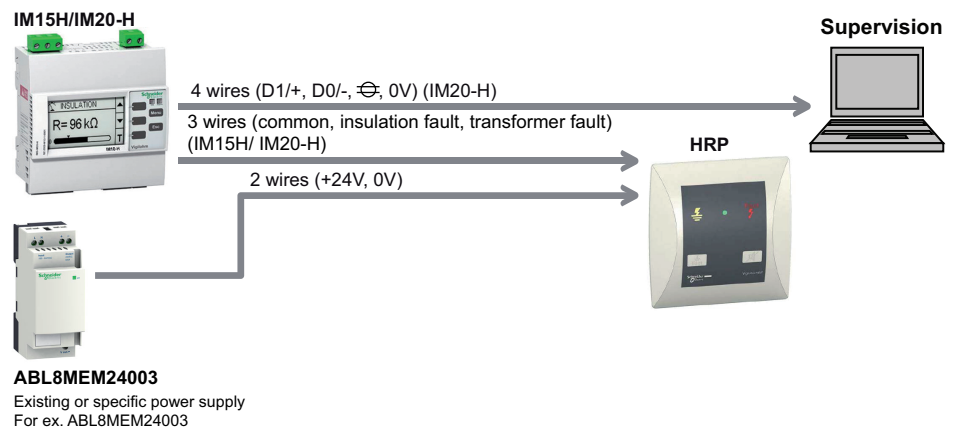 IM15H/IM20-H
Supervision
INSULATION
R= 96 kΩ
4 wires (D1/+, D0/-, , 0V) (IM20-H)
3 wires (common, insulation fault, transformer fault)
(IM15H/ IM20-H)
HRP
2 wires (+24V, 0V)
Schneider
ABL8MEM24003
Existing or specific power supply
For ex. ABL8MEM24003